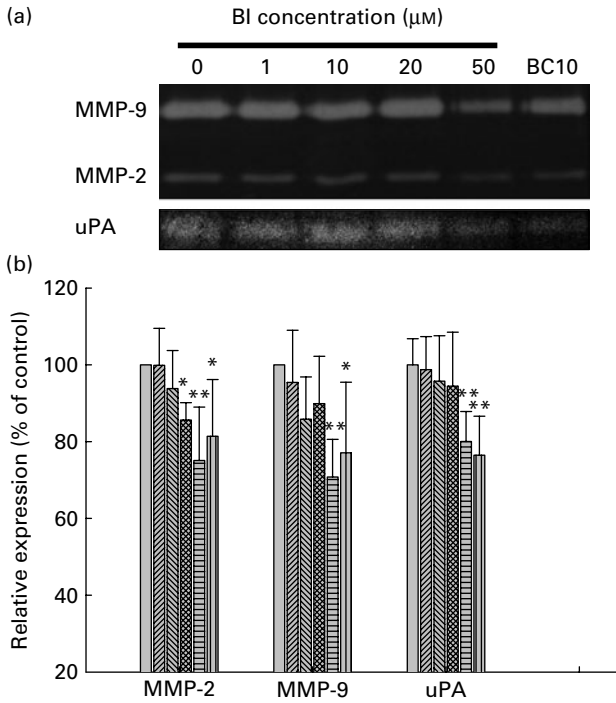 (a)
BI concentration (μM)
0 1 10 20 50 BC10
MMP-9
MMP-2
uPA
(b)
120
100
80
60
40
20
Relative expression (% of control)
* ** *
** *
**
**
MMP-2 MMP-9 uPA